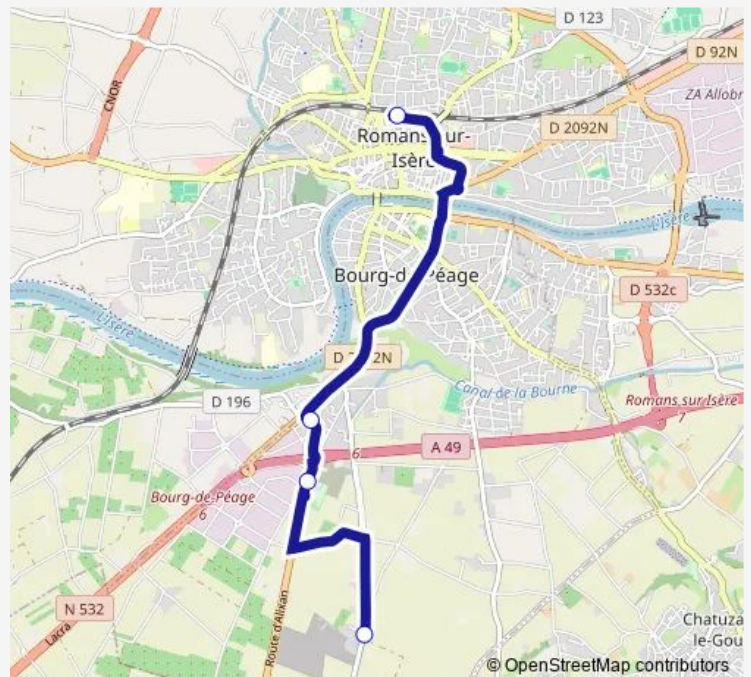 D 123
D 92N
CNOR
ZA Allobr
D 2092N
Romans-sur-
Isère
L'Isère
Bourg-de-Péage
D 532c
L'Isère
D 2532N
Canal de la Bourne
D 196
Romans sur Isère
7
A 49
6
Bourg-de-Péage
6
N 532
Lacra
Route d'Alixan
Chatuza
le-Gou
© OpenStreetMap contributors